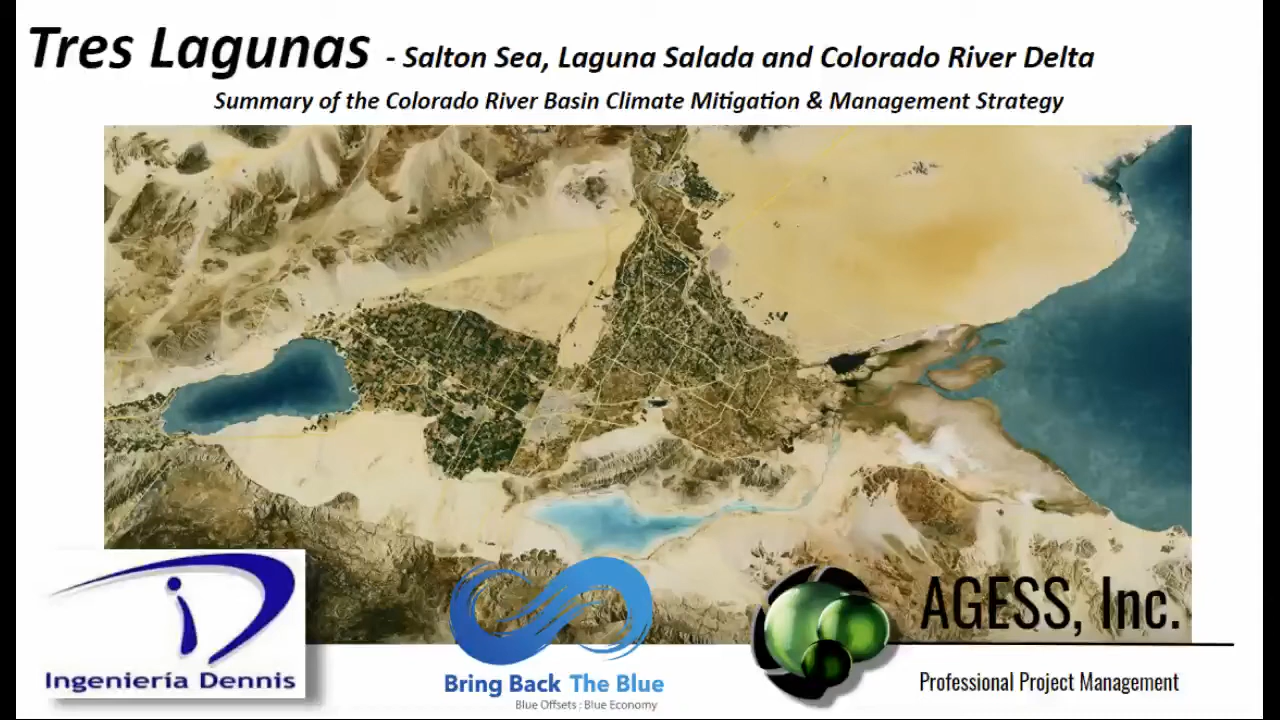 Tres Lagunas - Salton Sea, Laguna Salada and Colorado River Delta
Summary of the Colorado River Basin Climate Mitigation & Management Strategy
Ingeniería Dennis
Bring Back The Blue
Blue Offsets : Blue Economy
AGESS, Inc.
Professional Project Management